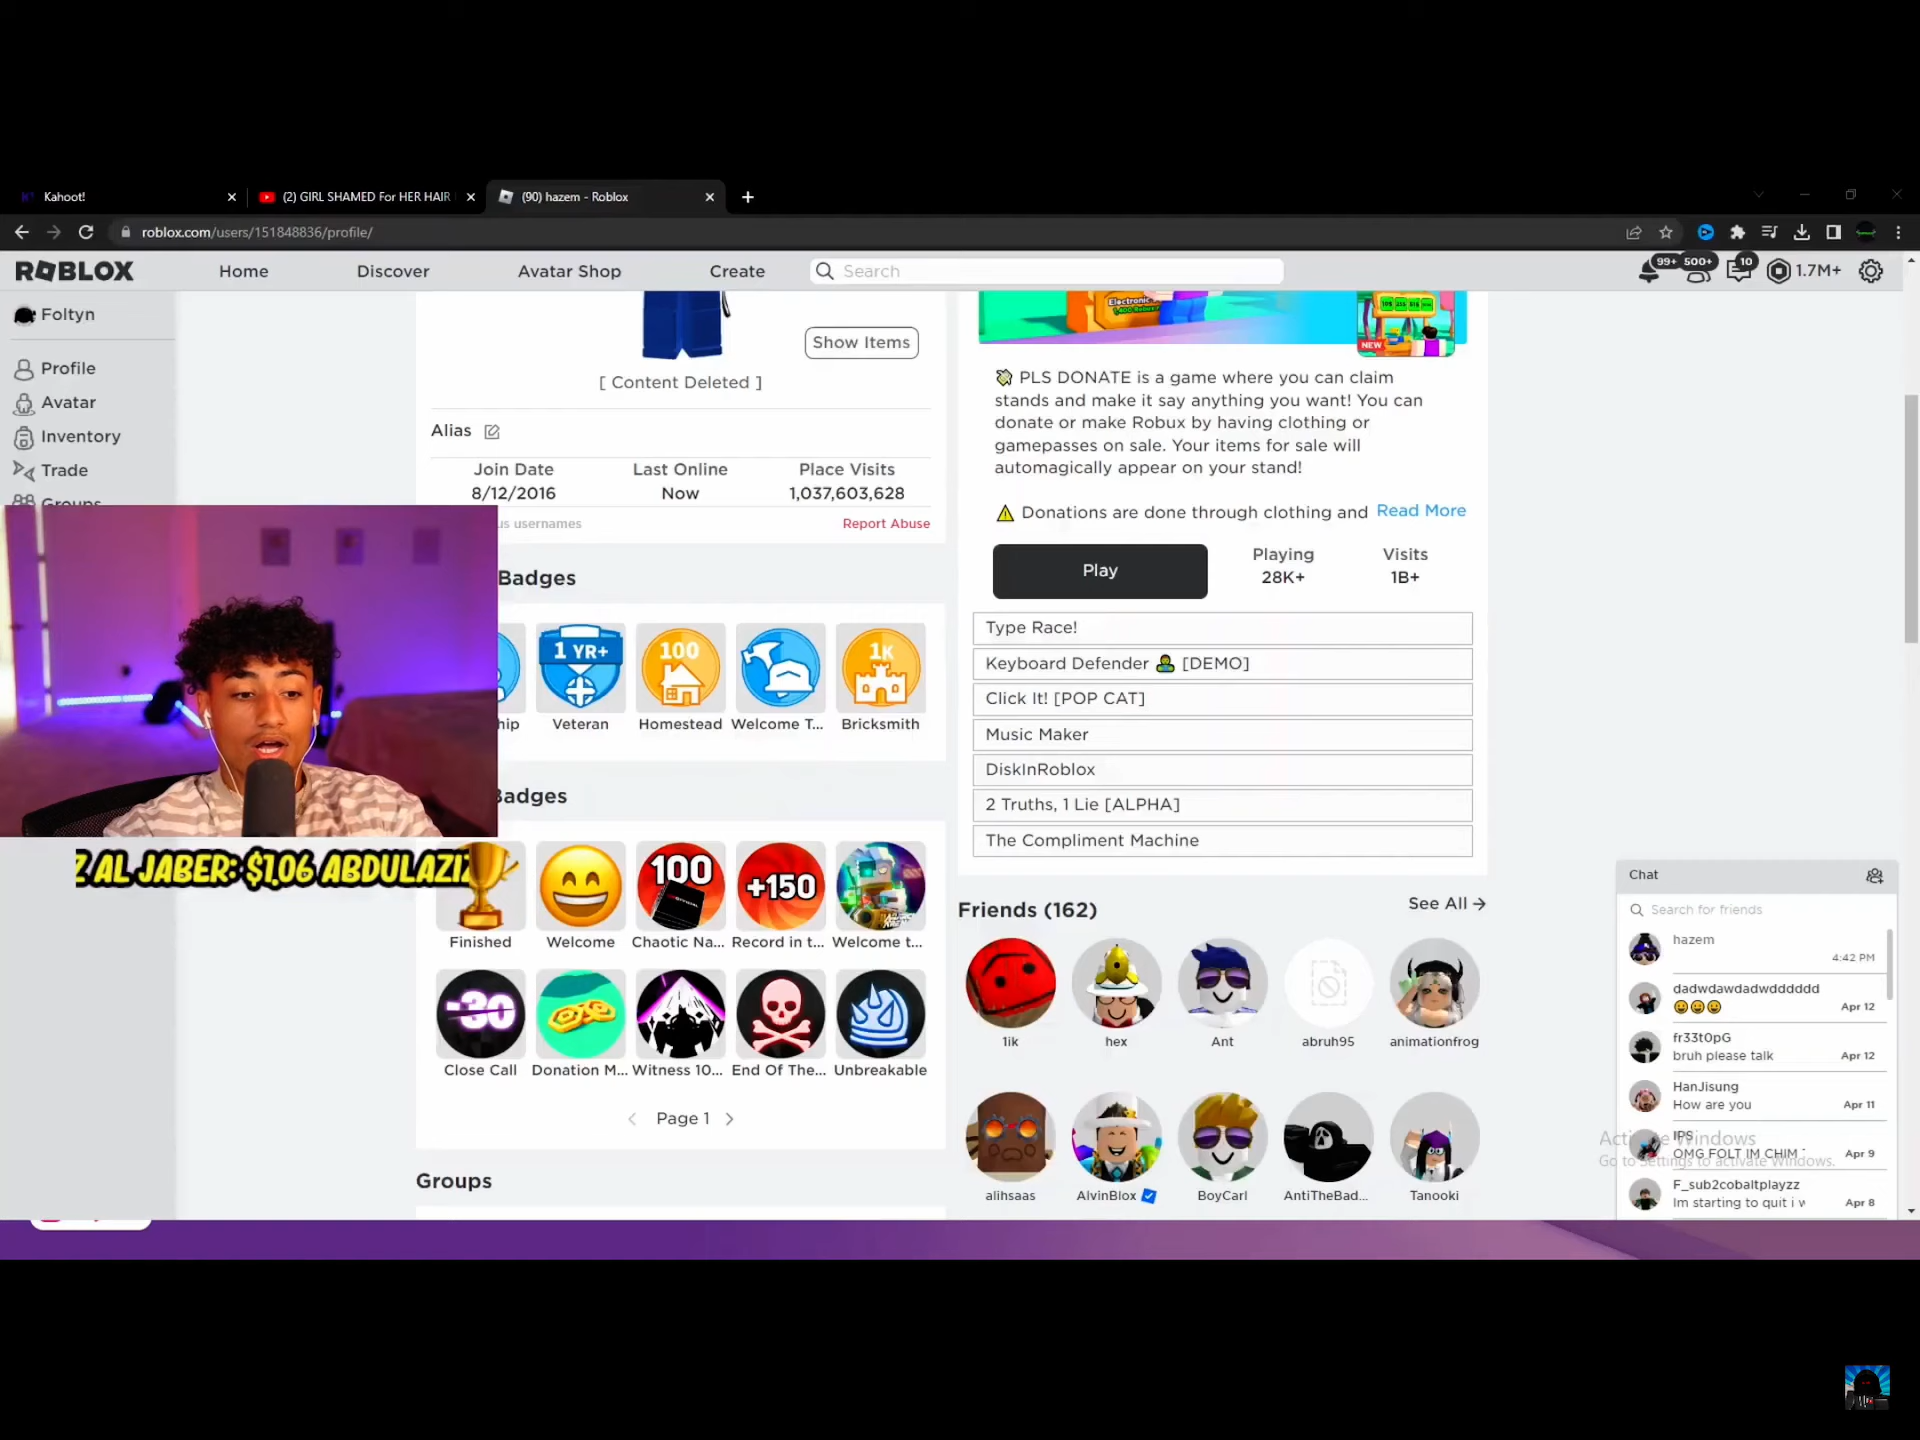 Kahoot!
(2) GIRL SHAMED For HER HAIR
(90) hazem - Roblox
roblox.com/users/151848836/profile/
ROBLOX
Home
Discover
Avatar Shop
Create
Search
99+
500+
10
1.7M+
Foltyn
Profile
Avatar
Inventory
Trade
Groups
Show Items
[ Content Deleted ]
Alias
Join Date
Last Online
Place Visits
8/12/2016
Now
1,037,603,628
usernames
Report Abuse
Badges
1 YR+
100
1K
Veteran
Homestead
Welcome T...
Bricksmith
Badges
Z AL JABER: $1.06 ABDULAZIZ
100
+150
Finished
Welcome
Chaotic Na...
Record in t...
Welcome t...
-30
Close Call
Donation M...
Witness 10...
End Of The...
Unbreakable
Page 1
Groups
Electronic
NEW
PLS DONATE is a game where you can claim
stands and make it say anything you want! You can
donate or make Robux by having clothing or
gamepasses on sale. Your items for sale will
automagically appear on your stand!
Donations are done through clothing and Read More
Play
Playing
28K+
Visits
1B+
Type Race!
Keyboard Defender 👨‍💻 [DEMO]
Click It! [POP CAT]
Music Maker
DiskInRoblox
2 Truths, 1 Lie [ALPHA]
The Compliment Machine
Friends (162)
See All →
1ik
hex
Ant
abruh95
animationfrog
alihsaas
AlvinBlox
BoyCarl
AntiTheBad...
Tanooki
Chat
Search for friends
hazem
4:42 PM
dadwdawdadwdddddd
Apr 12
fr33t0pG
bruh please talk
Apr 12
HanJisung
How are you
Apr 11
IPS
OMG FOLT IM CHIM
Apr 9
F_sub2cobaltplayzz
Im starting to quit i w
Apr 8
Activate Windows
Go to Settings to activate Windows.